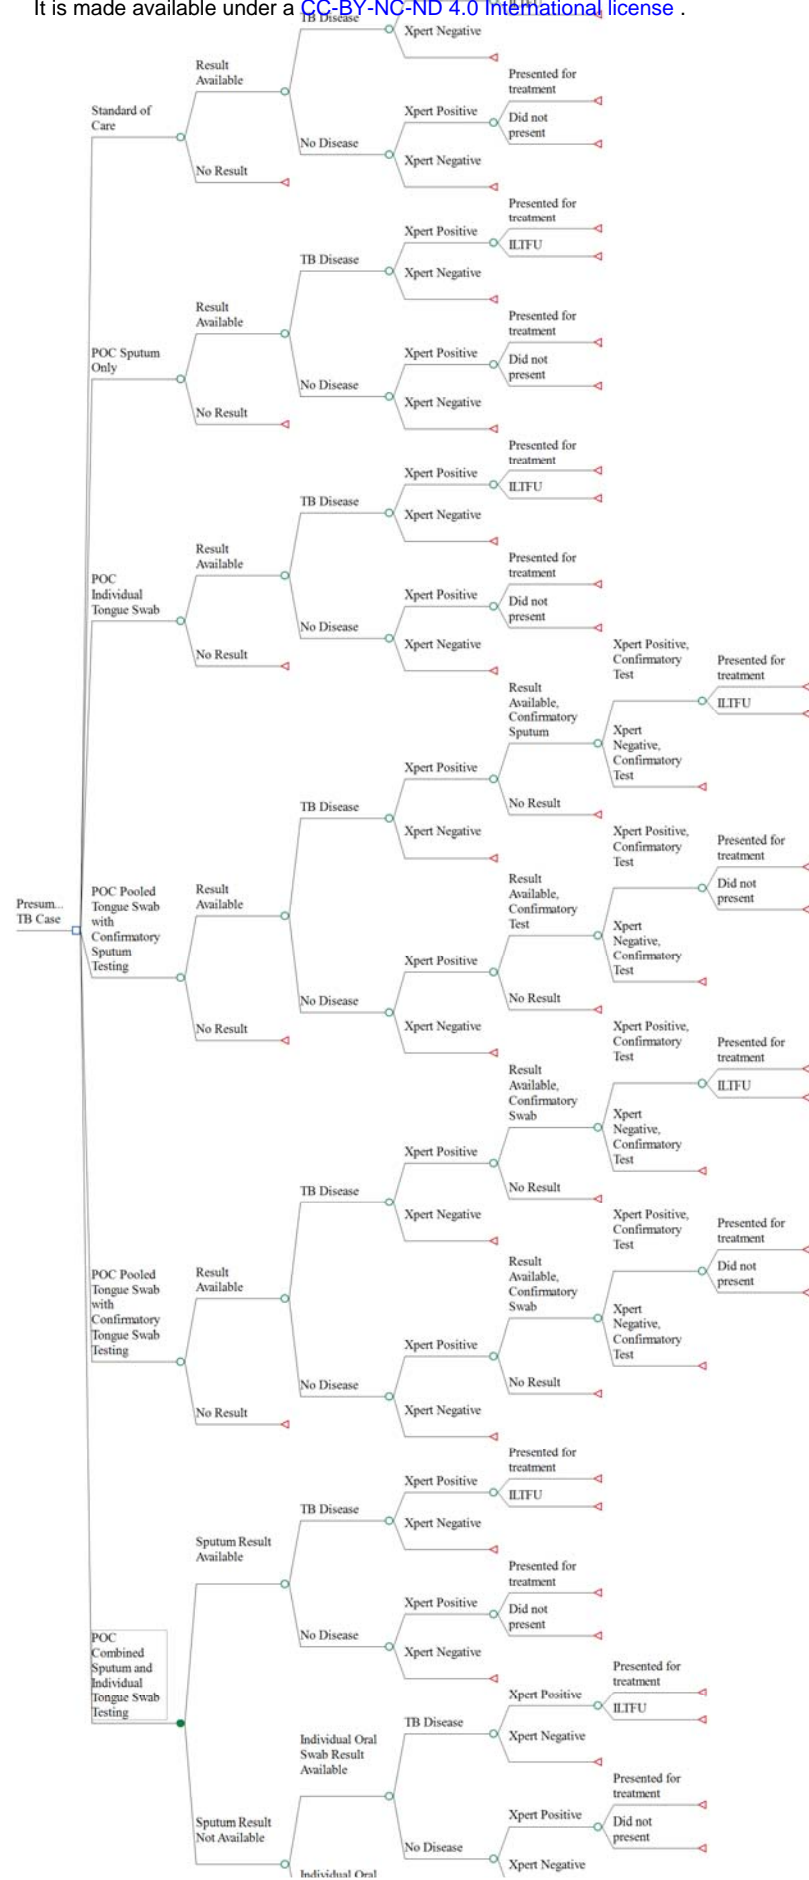 It is made available under a CC-BY-NC-ND 4.0 International license .
TB Disease
Xpert Negative
Result
Available
Presented for
treatment
Standard of
Care
Xpert Positive
Did not
present
No Disease
Xpert Negative
No Result
Presented for
treatment
Xpert Positive
ILTFU
TB Disease
Xpert Negative
Result
Available
Presented for
treatment
POC Sputum
Only
Xpert Positive
Did not
present
No Disease
Xpert Negative
No Result
Presented for
treatment
Xpert Positive
ILTFU
TB Disease
Xpert Negative
Result
Available
Presented for
treatment
POC
Individual
Tongue Swab
Xpert Positive
Did not
present
No Disease
Xpert Negative
No Result
Xpert Positive,
Confirmatory
Test
Presented for
treatment
ILTFU
Result
Available,
Confirmatory
Sputum
Xpert
Negative,
Confirmatory
Test
Xpert Positive
No Result
TB Disease
Xpert Negative
Xpert Positive,
Confirmatory
Test
Presented for
treatment
Did not
present
Result
Available,
Confirmatory
Test
Xpert
Negative,
Confirmatory
Test
Presum...
TB Case
POC Pooled
Tongue Swab
with
Confirmatory
Sputum
Testing
Result
Available
Xpert Positive
No Result
No Disease
Xpert Negative
No Result
Xpert Positive,
Confirmatory
Test
Presented for
treatment
ILTFU
Result
Available,
Confirmatory
Swab
Xpert
Negative,
Confirmatory
Test
Xpert Positive
No Result
TB Disease
Xpert Negative
Xpert Positive,
Confirmatory
Test
Presented for
treatment
Did not
present
Result
Available,
Confirmatory
Swab
Xpert
Negative,
Confirmatory
Test
POC Pooled
Tongue Swab
with
Confirmatory
Tongue Swab
Testing
Result
Available
Xpert Positive
No Result
No Disease
Xpert Negative
No Result
Presented for
treatment
Xpert Positive
ILTFU
TB Disease
Xpert Negative
Sputum Result
Available
Presented for
treatment
Xpert Positive
Did not
present
No Disease
Xpert Negative
POC
Combined
Sputum and
Individual
Tongue Swab
Testing
Presented for
treatment
Xpert Positive
ILTFU
TB Disease
Xpert Negative
Individual Oral
Swab Result
Available
Presented for
treatment
Xpert Positive
Did not
present
Sputum Result
Not Available
No Disease
Xpert Negative
Individual Oral